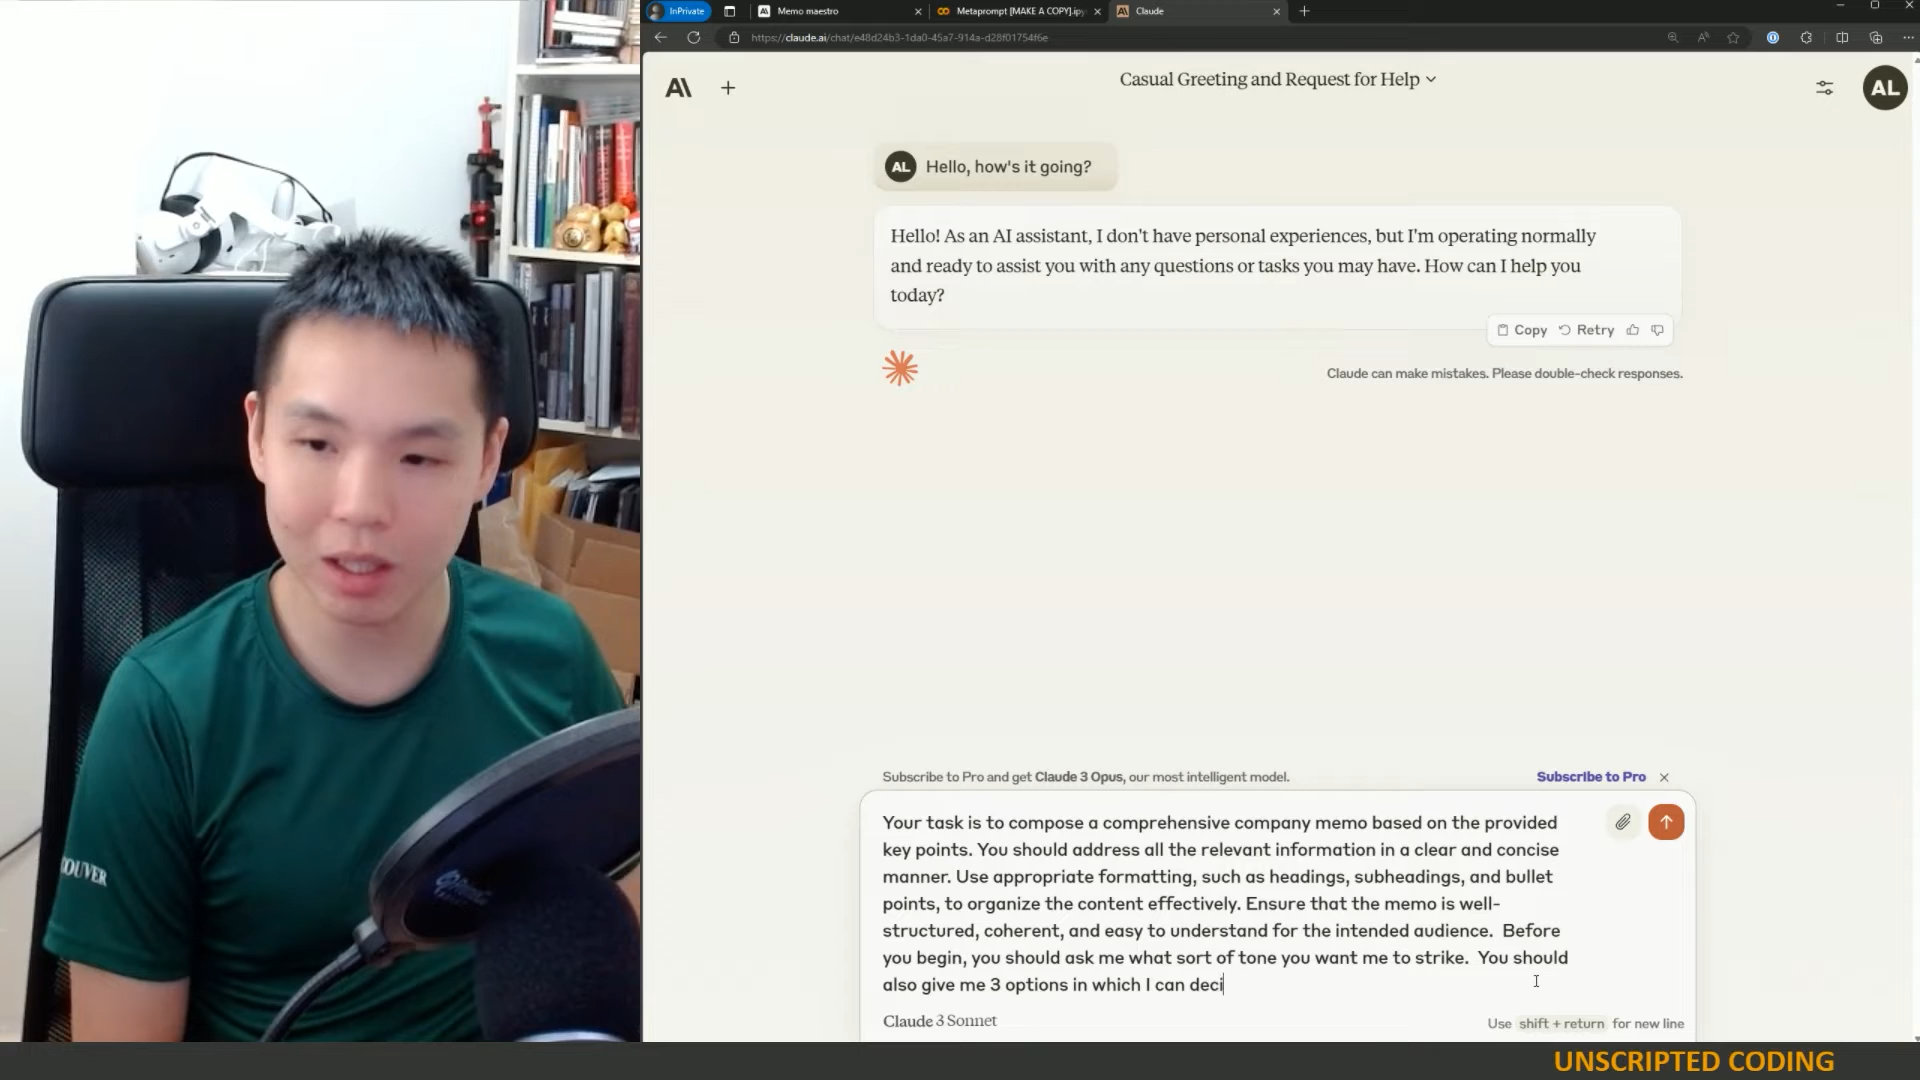 InPrivate
Memo maestro
Metaprompt [MAKE A COPY].ipy
Claude
https://claude.ai/chat/e48d24b3-1da0-45a7-914a-d28f01754f6e
Casual Greeting and Request for Help
AL
AL Hello, how's it going?
Hello! As an AI assistant, I don't have personal experiences, but I'm operating normally
and ready to assist you with any questions or tasks you may have. How can I help you
today?
Copy Retry
Claude can make mistakes. Please double-check responses.
Subscribe to Pro and get Claude 3 Opus, our most intelligent model.
Subscribe to Pro
Your task is to compose a comprehensive company memo based on the provided
key points. You should address all the relevant information in a clear and concise
manner. Use appropriate formatting, such as headings, subheadings, and bullet
points, to organize the content effectively. Ensure that the memo is well-
structured, coherent, and easy to understand for the intended audience.  Before
you begin, you should ask me what sort of tone you want me to strike.  You should
also give me 3 options in which I can deci
Claude 3 Sonnet
Use shift + return for new line
COUVER
UNSCRIPTED CODING